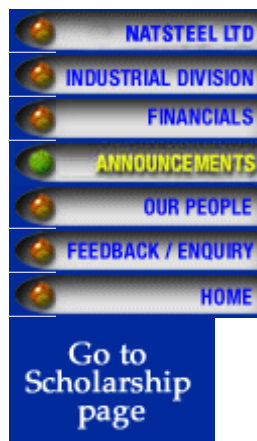 NATSTEEL LTD
INDUSTRIAL DIVISION
FINANCIALS
ANNOUNCEMENTS
OUR PEOPLE
FEEDBACK / ENQUIRY
HOME
Go to
Scholarship
page